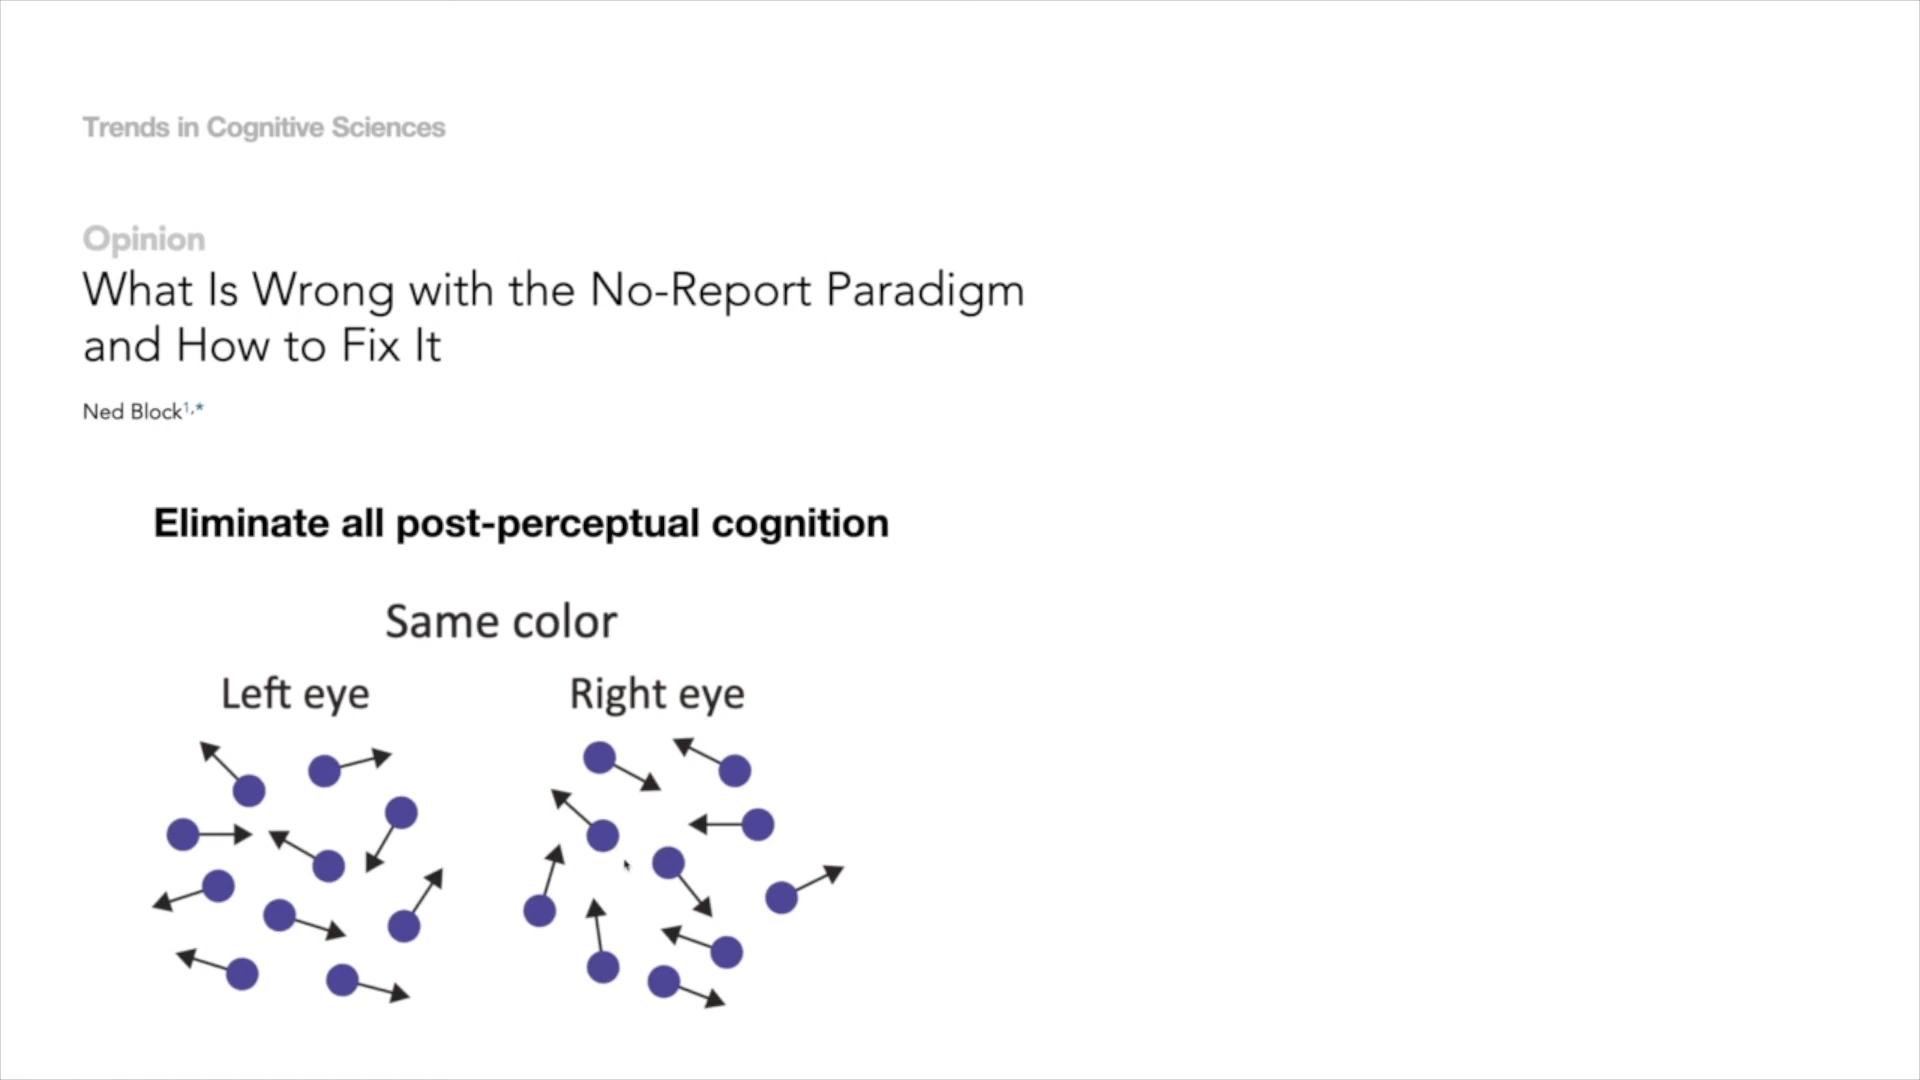 Trends in Cognitive Sciences
Opinion
What Is Wrong with the No-Report Paradigm
and How to Fix It
Ned Block¹,*
Eliminate all post-perceptual cognition
Same color
Left eye
Right eye